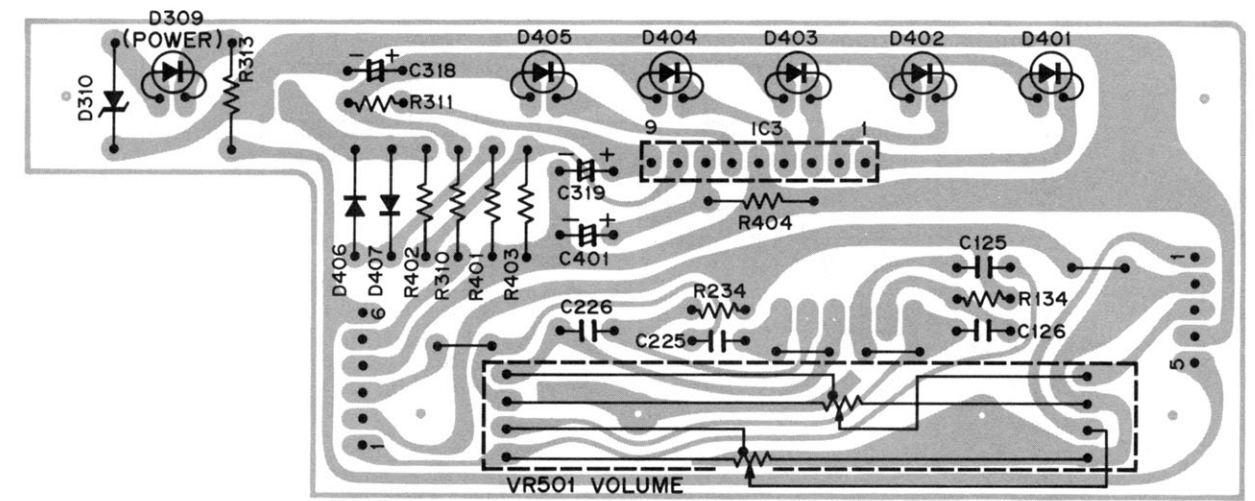 D309
(POWER)
D310
R313
- +
C318
R311
D405
D404
D403
D402
D401
9 IC3 1
- +
C319
- +
C401
R404
D406
D407
R402
R310
R401
R403
C125
R134
C126
1
5
6
1
C226
R234
C225
VR501 VOLUME